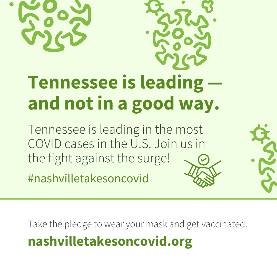 Tennessee is leading —
and not in a good way.
Tennessee is leading in the most
COVID cases in the U.S. Join us in
the fight against the surge!
#nashvilletakesoncovid
Take the pledge to wear your mask and get vaccinated.
nashvilletakesoncovid.org